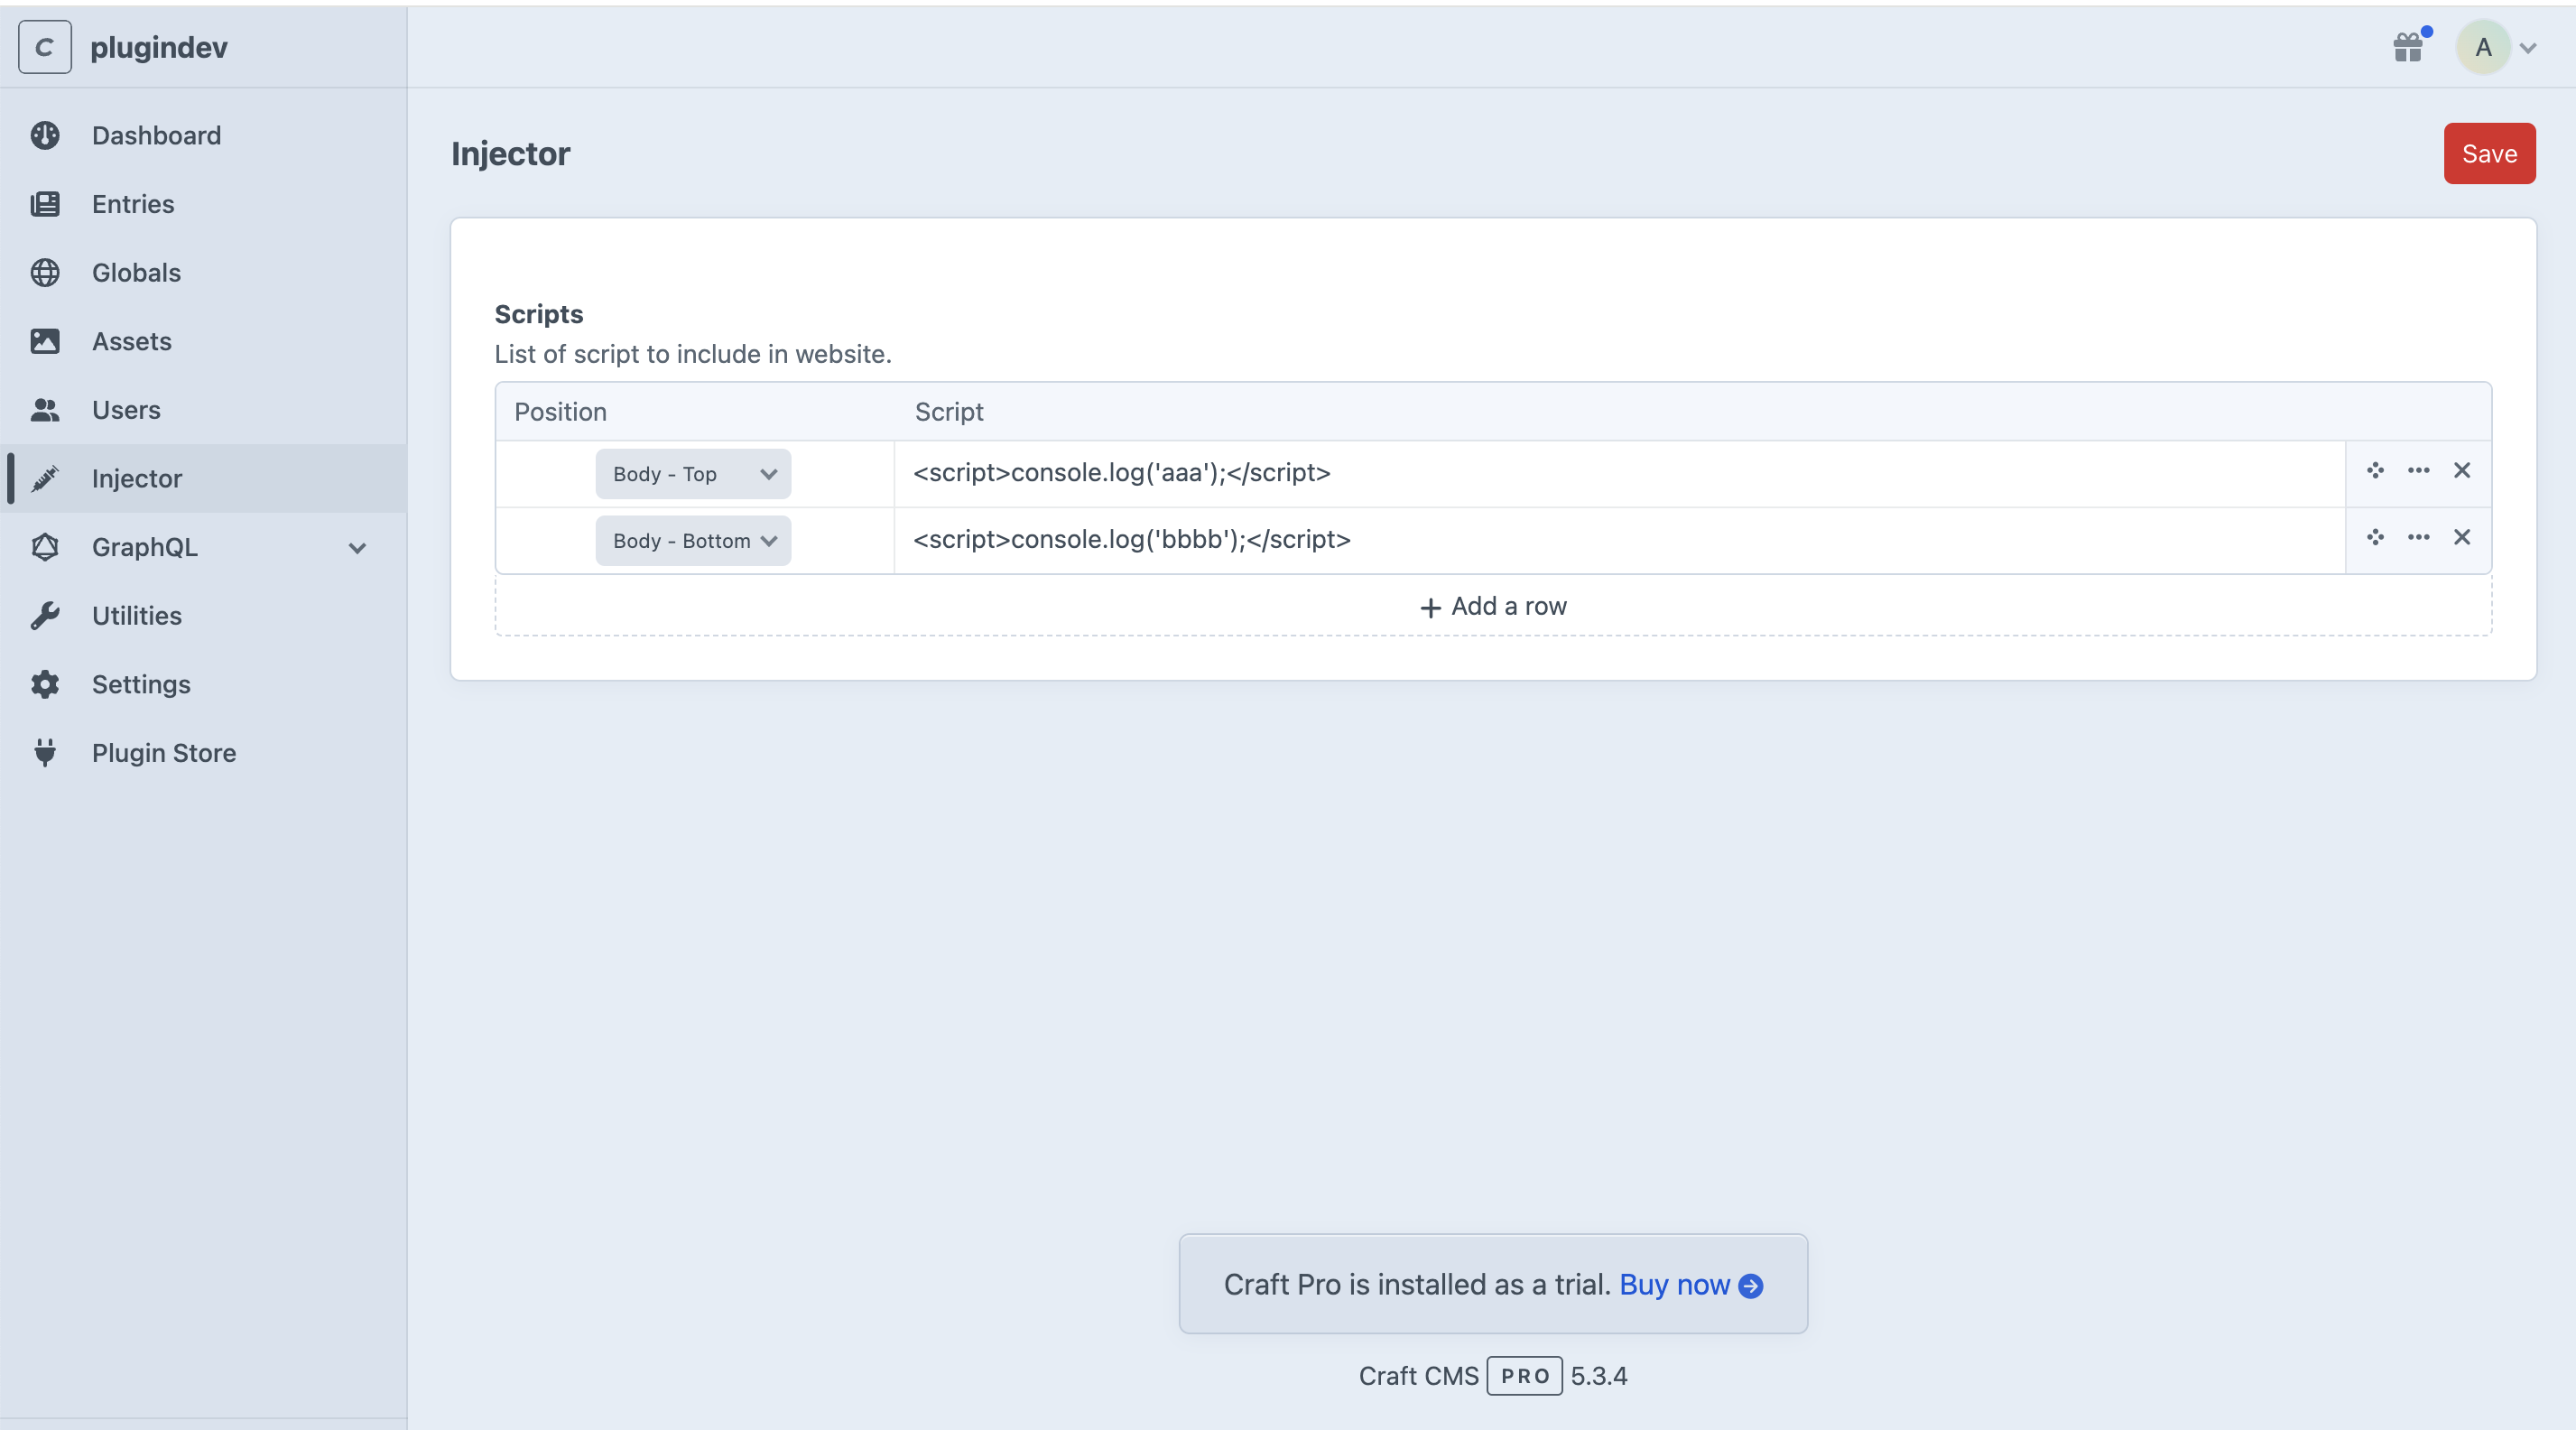 C plugindev
A
Dashboard
Entries
Globals
Assets
Users
Injector
GraphQL
Utilities
Settings
Plugin Store
Injector
Save
Scripts
List of script to include in website.
Position Script
Body - Top <script>console.log('aaa');</script>
Body - Bottom <script>console.log('bbbb');</script>
Add a row
Craft Pro is installed as a trial. Buy now
Craft CMS PRO 5.3.4